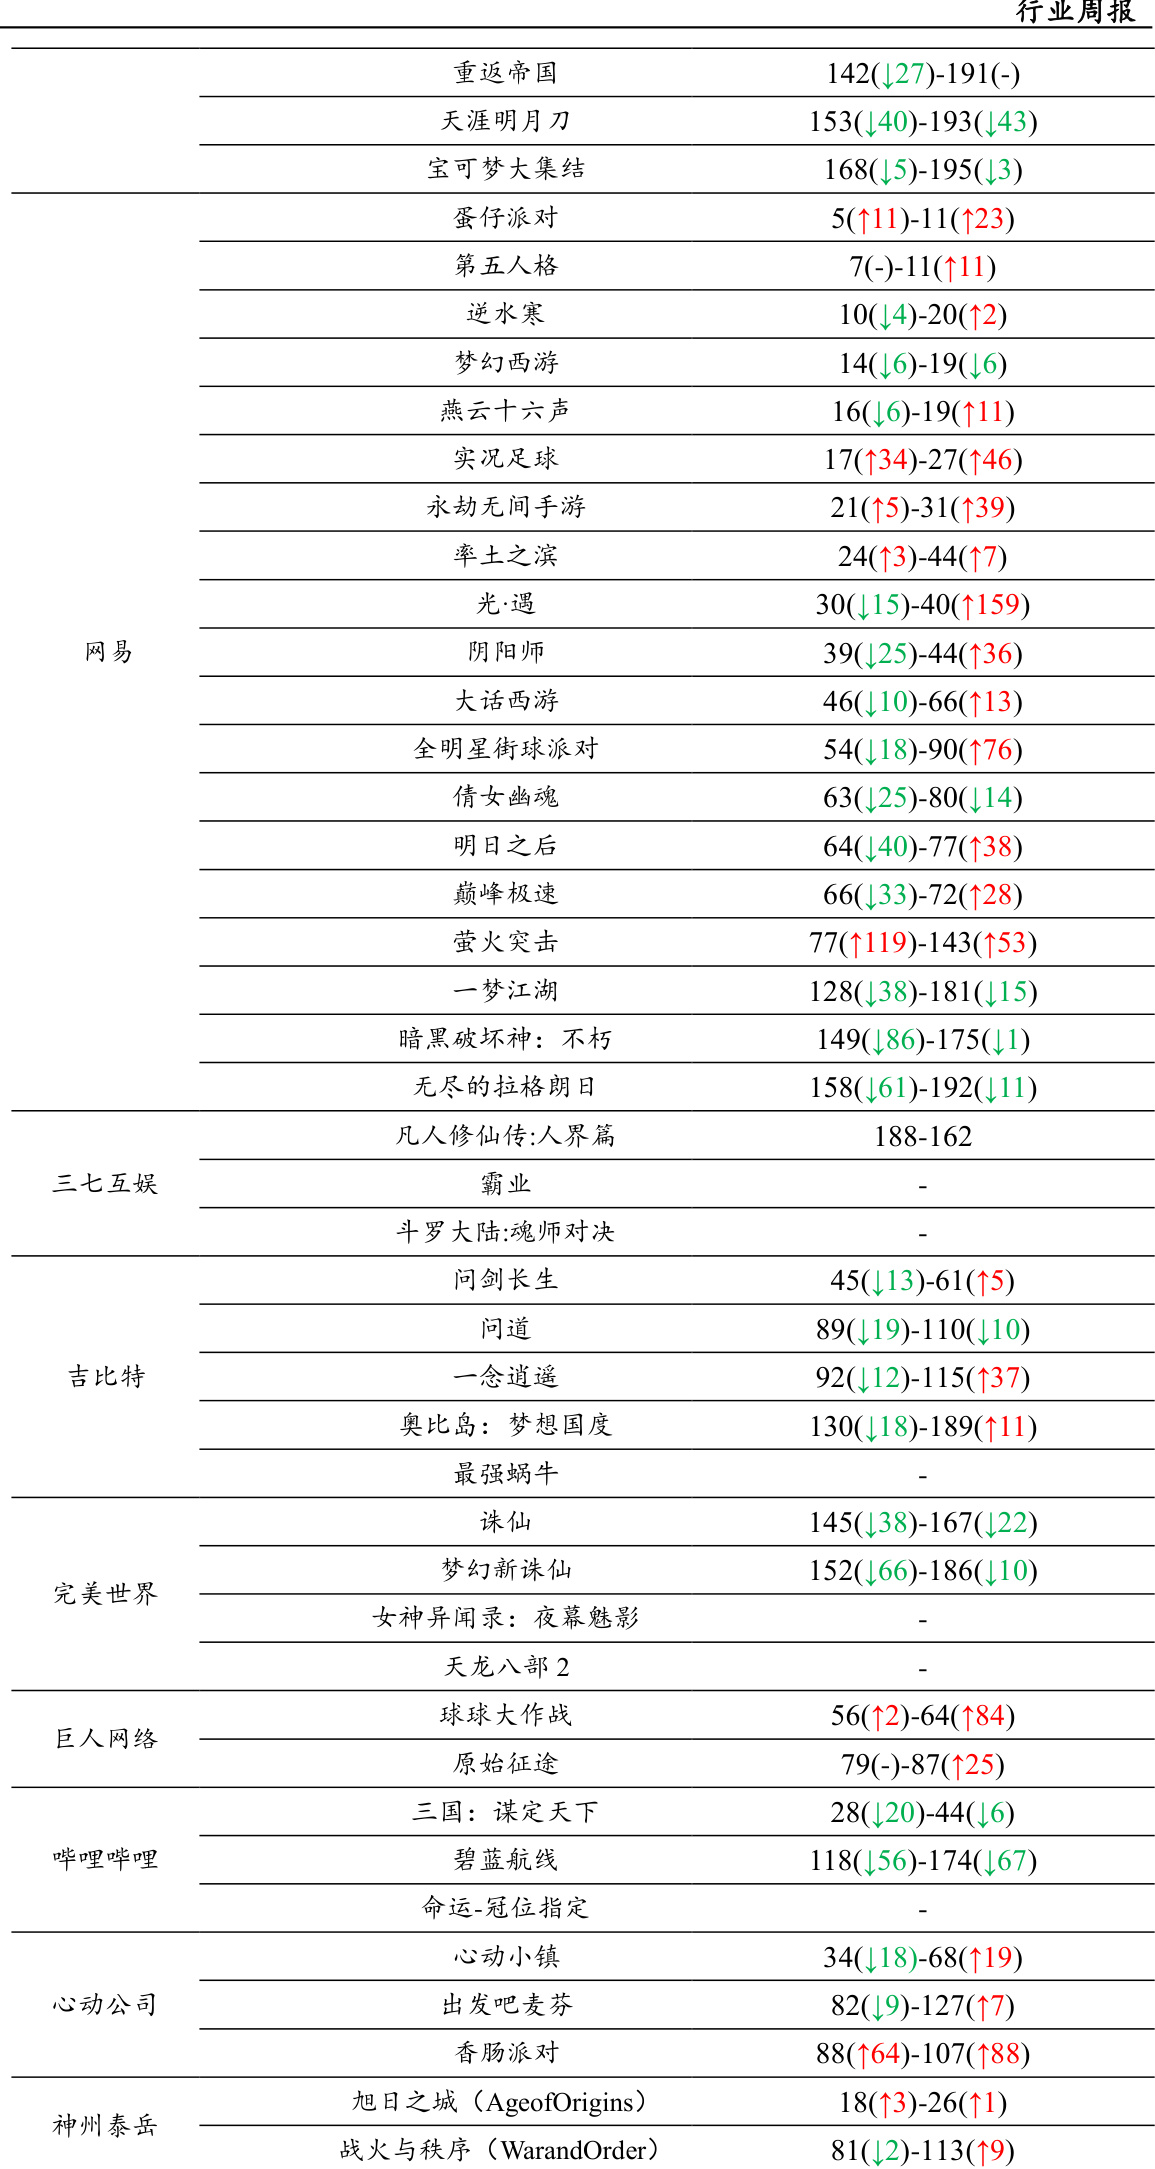 行业周报
重返帝国 142(↓27)-191(-)
天涯明月刀 153(↓40)-193(↓43)
宝可梦大集结 168(↓5)-195(↓3)
网易
蛋仔派对 5(↑11)-11(↑23)
第五人格 7(-)-11(↑11)
逆水寒 10(↓4)-20(↑2)
梦幻西游 14(↓6)-19(↓6)
燕云十六声 16(↓6)-19(↑11)
实况足球 17(↑34)-27(↑46)
永劫无间手游 21(↑5)-31(↑39)
率土之滨 24(↑3)-44(↑7)
光·遇 30(↓15)-40(↑159)
阴阳师 39(↓25)-44(↑36)
大话西游 46(↓10)-66(↑13)
全明星街球派对 54(↓18)-90(↑76)
倩女幽魂 63(↓25)-80(↓14)
明日之后 64(↓40)-77(↑38)
巅峰极速 66(↓33)-72(↑28)
萤火突击 77(↑119)-143(↑53)
一梦江湖 128(↓38)-181(↓15)
暗黑破坏神：不朽 149(↓86)-175(↓1)
无尽的拉格朗日 158(↓61)-192(↓11)
三七互娱
凡人修仙传:人界篇 188-162
霸业 -
斗罗大陆:魂师对决 -
吉比特
问剑长生 45(↓13)-61(↑5)
问道 89(↓19)-110(↓10)
一念逍遥 92(↓12)-115(↑37)
奥比岛：梦想国度 130(↓18)-189(↑11)
最强蜗牛 -
完美世界
诛仙 145(↓38)-167(↓22)
梦幻新诛仙 152(↓66)-186(↓10)
女神异闻录：夜幕魅影 -
天龙八部 2 -
巨人网络
球球大作战 56(↑2)-64(↑84)
原始征途 79(-)-87(↑25)
哔哩哔哩
三国：谋定天下 28(↓20)-44(↓6)
碧蓝航线 118(↓56)-174(↓67)
命运-冠位指定 -
心动公司
心动小镇 34(↓18)-68(↑19)
出发吧麦芬 82(↓9)-127(↑7)
香肠派对 88(↑64)-107(↑88)
神州泰岳
旭日之城（AgeofOrigins） 18(↑3)-26(↑1)
战火与秩序（WarandOrder） 81(↓2)-113(↑9)